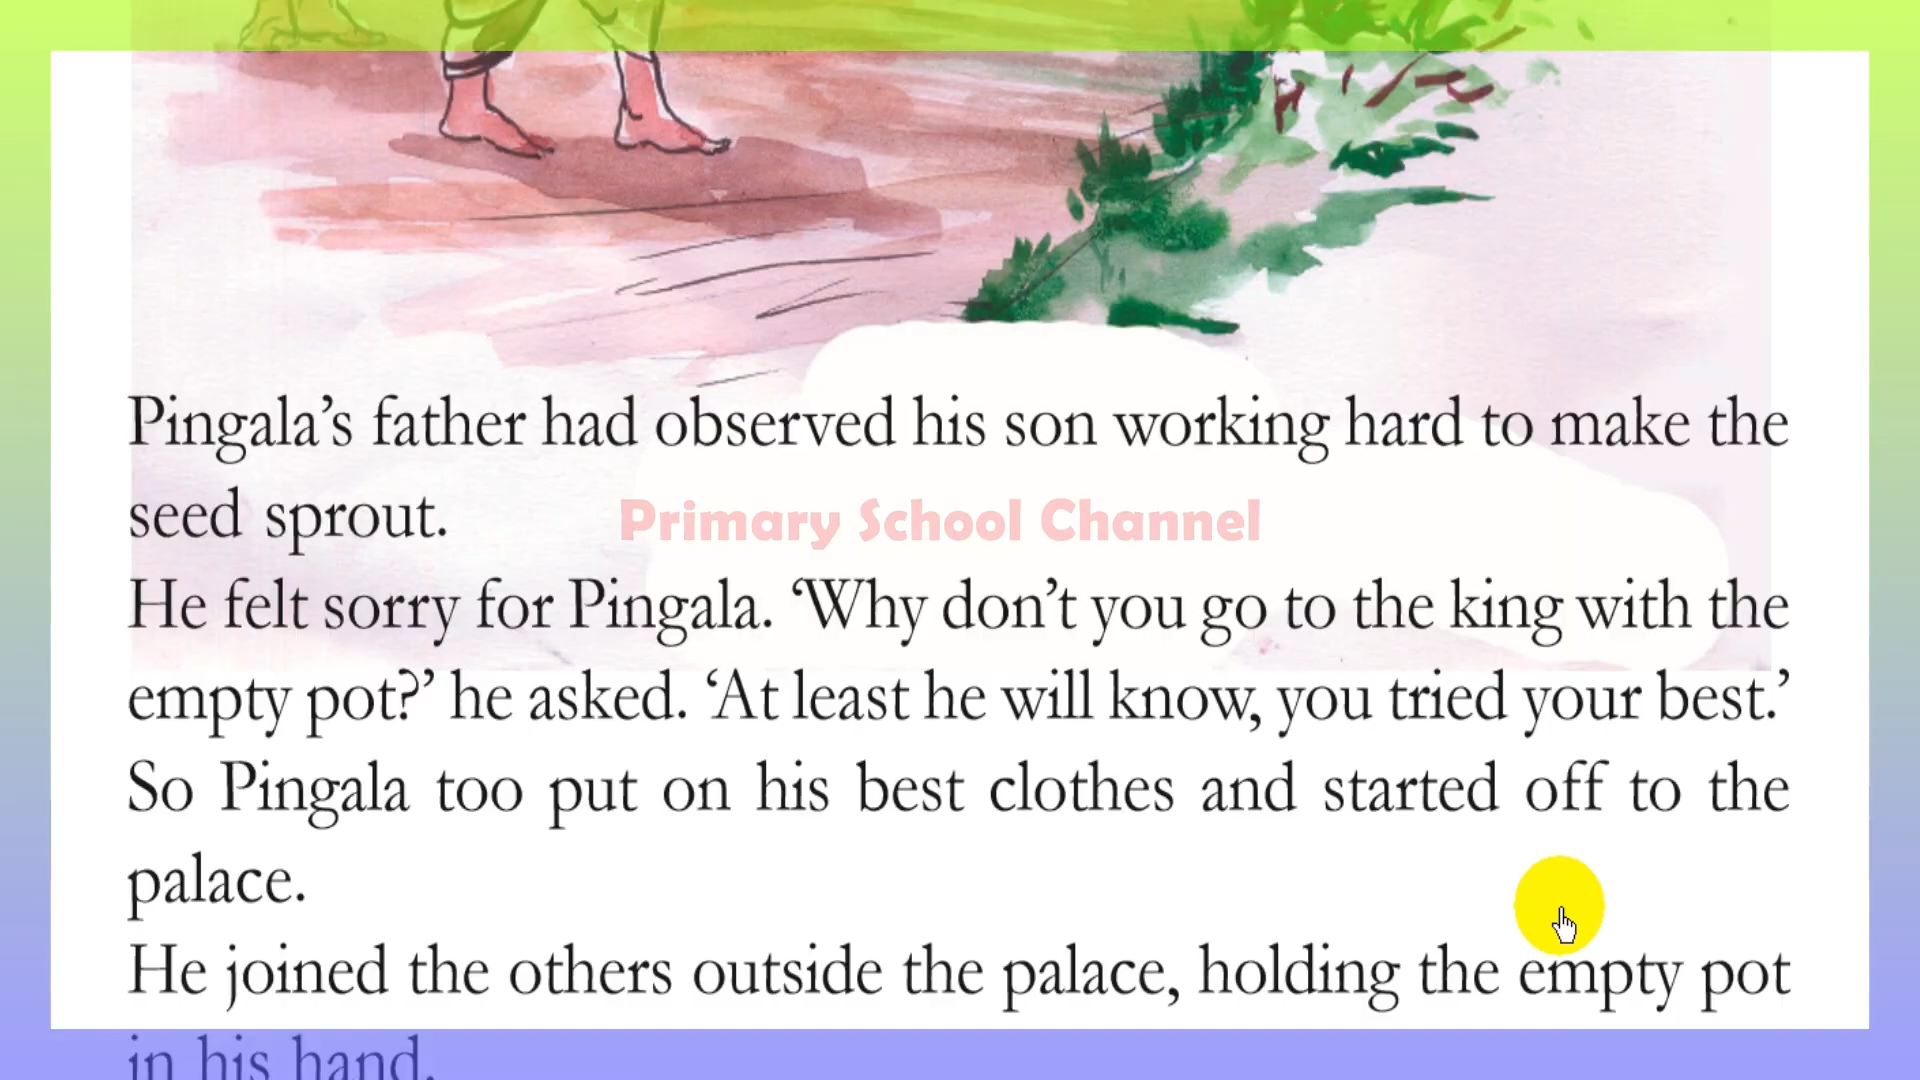 Pingala’s father had observed his son working hard to make the
seed sprout.
Primary School Channel
He felt sorry for Pingala. ‘Why don’t you go to the king with the
empty pot?’ he asked. ‘At least he will know, you tried your best.’
So Pingala too put on his best clothes and started off to the
palace.
He joined the others outside the palace, holding the empty pot
in his hand.